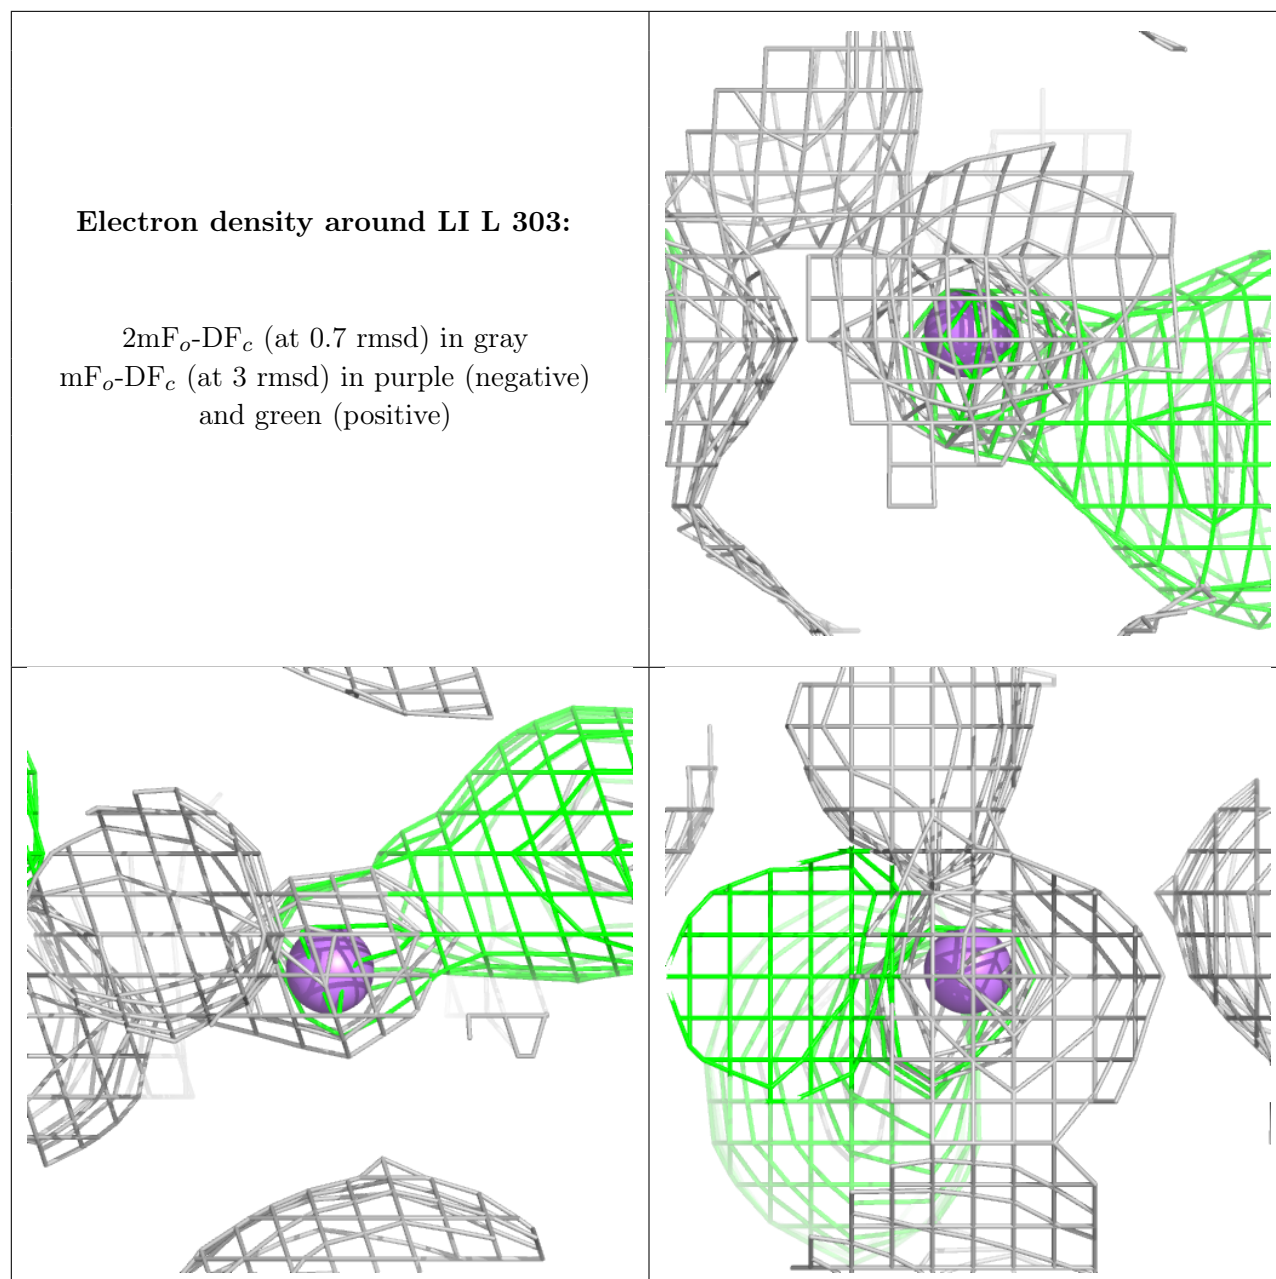 Electron density around LI L 303:
2mFo-DFc (at 0.7 rmsd) in gray
mFo-DFc (at 3 rmsd) in purple (negative)
and green (positive)